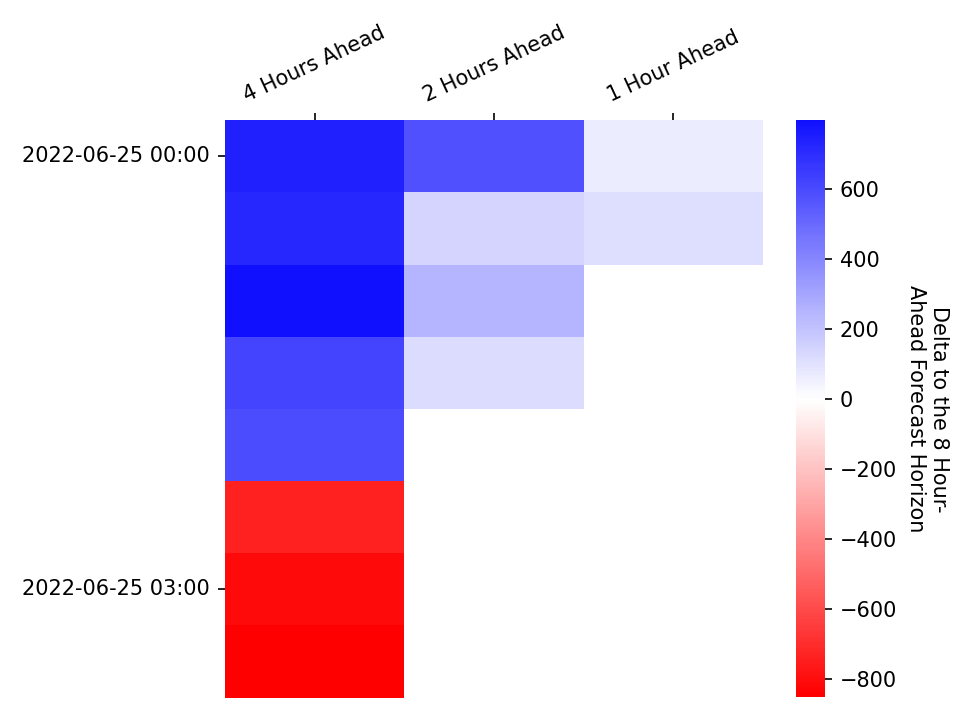 4 Hours Ahead
2 Hours Ahead
1 Hour Ahead
2022-06-25 00:00
2022-06-25 03:00
600
400
200
0
−200
−400
−600
−800
Delta to the 8 Hour-
Ahead Forecast Horizon